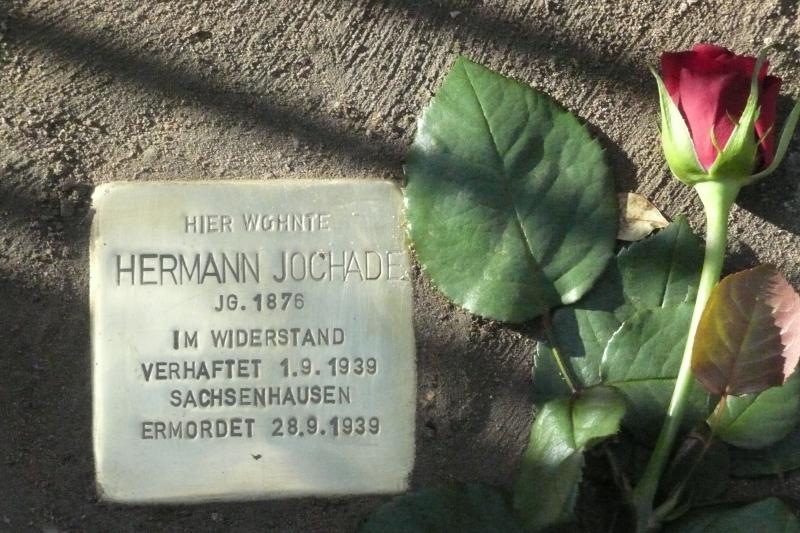 HIER WOHNTE
HERMANN JOCHADE
JG. 1876
IM WIDERSTAND
VERHAFTET 1.9.1939
SACHSENHAUSEN
ERMORDET 28.9.1939